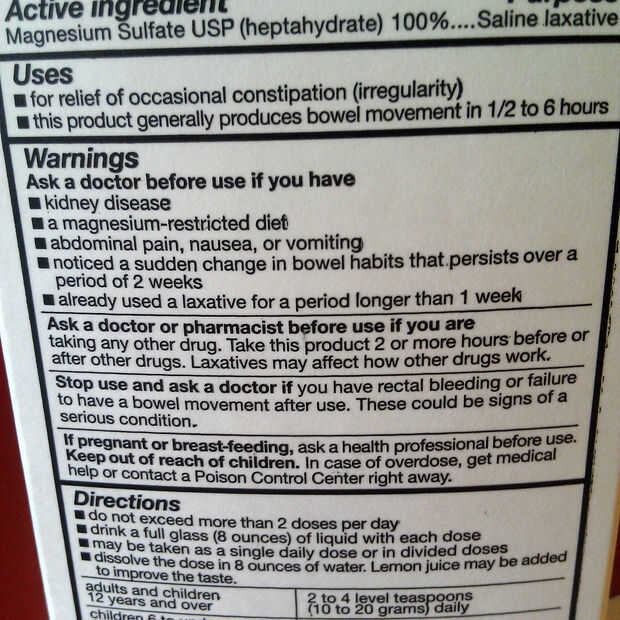 Active ingredient Purpose
Magnesium Sulfate USP (heptahydrate) 100%....Saline laxative
Uses
■ for relief of occasional constipation (irregularity)
■ this product generally produces bowel movement in 1/2 to 6 hours
Warnings
Ask a doctor before use if you have
■ kidney disease
■ a magnesium-restricted diet
■ abdominal pain, nausea, or vomiting
■ noticed a sudden change in bowel habits that persists over a
period of 2 weeks
■ already used a laxative for a period longer than 1 week
Ask a doctor or pharmacist before use if you are
taking any other drug. Take this product 2 or more hours before or
after other drugs. Laxatives may affect how other drugs work.
Stop use and ask a doctor if you have rectal bleeding or failure
to have a bowel movement after use. These could be signs of a
serious condition.
If pregnant or breast-feeding, ask a health professional before use.
Keep out of reach of children. In case of overdose, get medical
help or contact a Poison Control Center right away.
Directions
■ do not exceed more than 2 doses per day
■ drink a full glass (8 ounces) of liquid with each dose
■ may be taken as a single daily dose or in divided doses
■ dissolve the dose in 8 ounces of water. Lemon juice may be added
to improve the taste.
adults and children
12 years and over
2 to 4 level teaspoons
(10 to 20 grams) daily
children 6 to